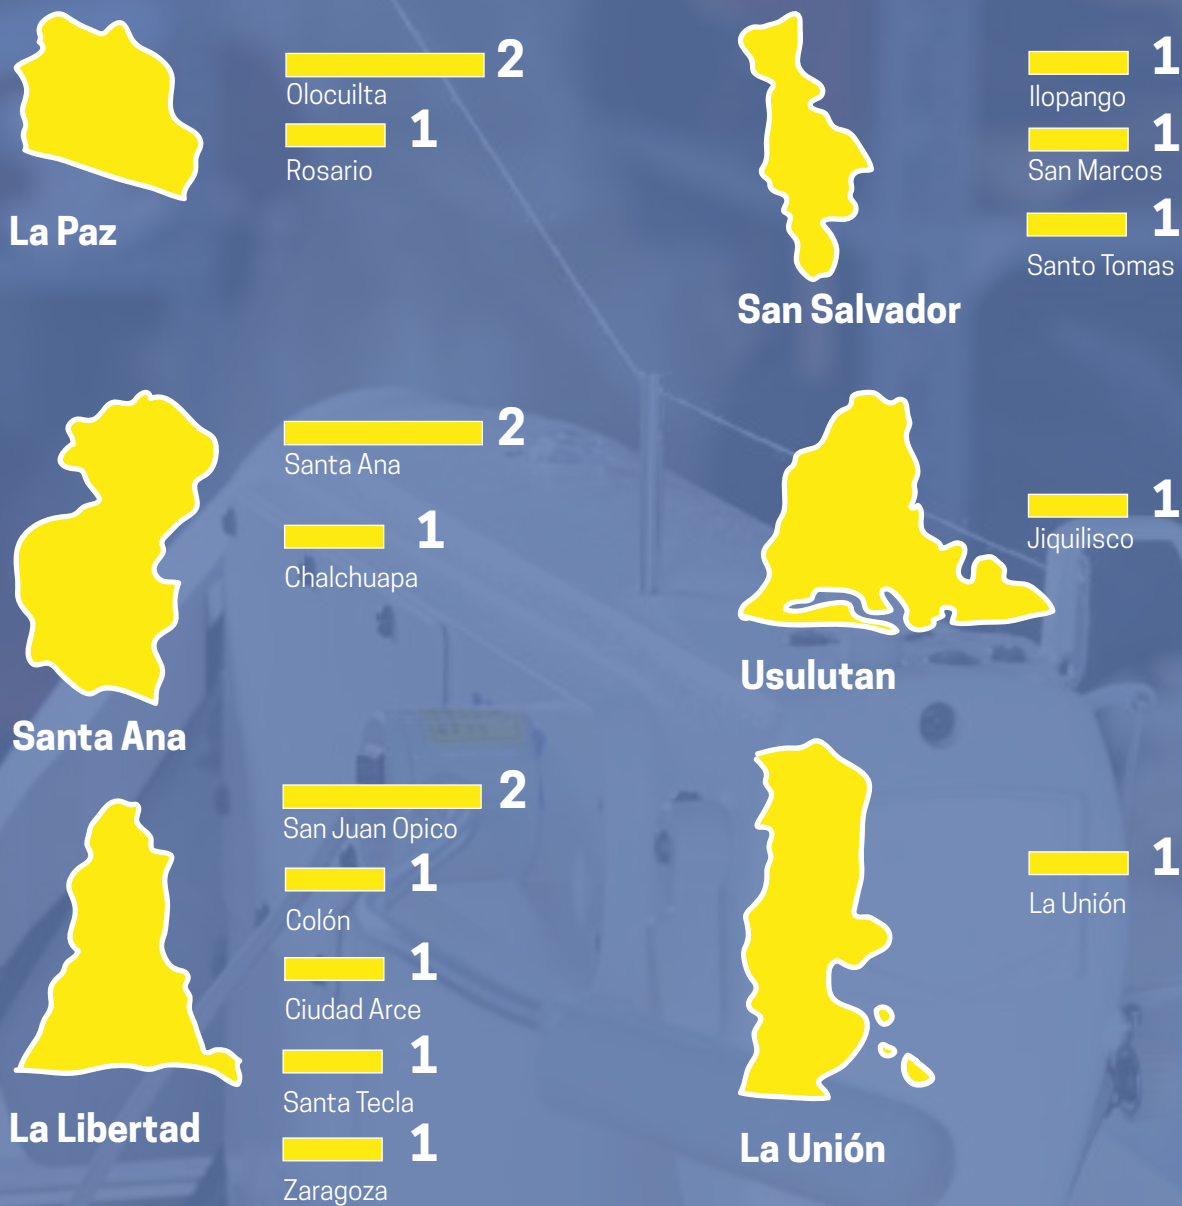 2
Olocuilta
1
Rosario
La Paz
1
Ilopango
1
San Marcos
1
Santo Tomas
San Salvador
2
Santa Ana
1
Chalchuapa
Santa Ana
1
Jiquilisco
Usulutan
2
San Juan Opico
1
Colón
1
Ciudad Arce
1
Santa Tecla
1
Zaragoza
La Libertad
1
La Unión
La Unión